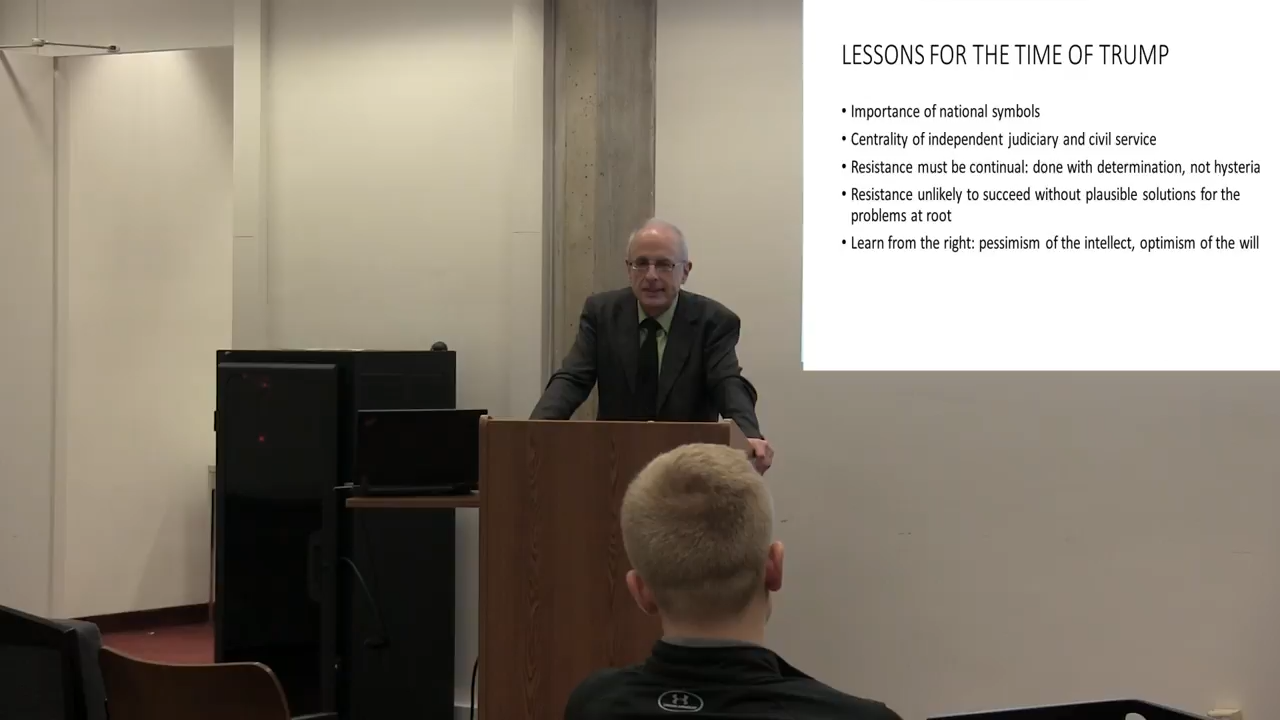 LESSONS FOR THE TIME OF TRUMP
• Importance of national symbols
• Centrality of independent judiciary and civil service
• Resistance must be continual: done with determination, not hysteria
• Resistance unlikely to succeed without plausible solutions for the
problems at root
• Learn from the right: pessimism of the intellect, optimism of the will
UNDER ARMOUR